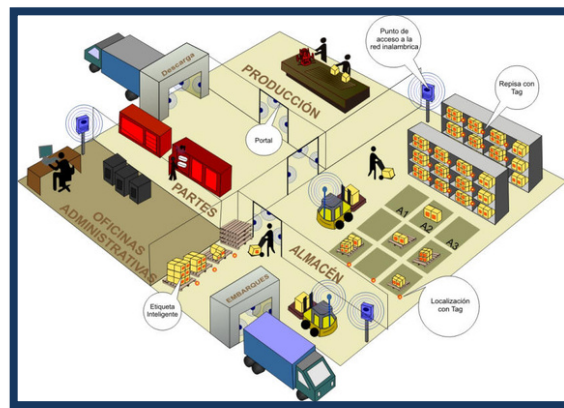 Punto de
acceso a la
red inalambrica
Repisa con
Tag
Descarga
PRODUCCIÓN
Portal
PARTES
OFICINAS
ADMINISTRATIVAS
A1
A2
A3
ALMACÉN
EMBARQUES
Etiqueta
Inteligente
Localización
con Tag